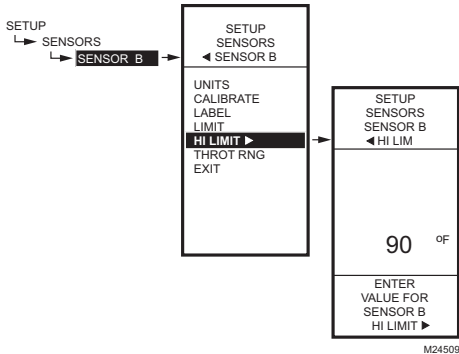 SETUP
SENSORS
SENSOR B
SETUP
SENSORS
◄ SENSOR B
UNITS
CALIBRATE
LABEL
LIMIT
HI LIMIT ►
THROT RNG
EXIT
SETUP
SENSORS
SENSOR B
◄ HI LIM
90 ºF
ENTER
VALUE FOR
SENSOR B
HI LIMIT ►
M24509